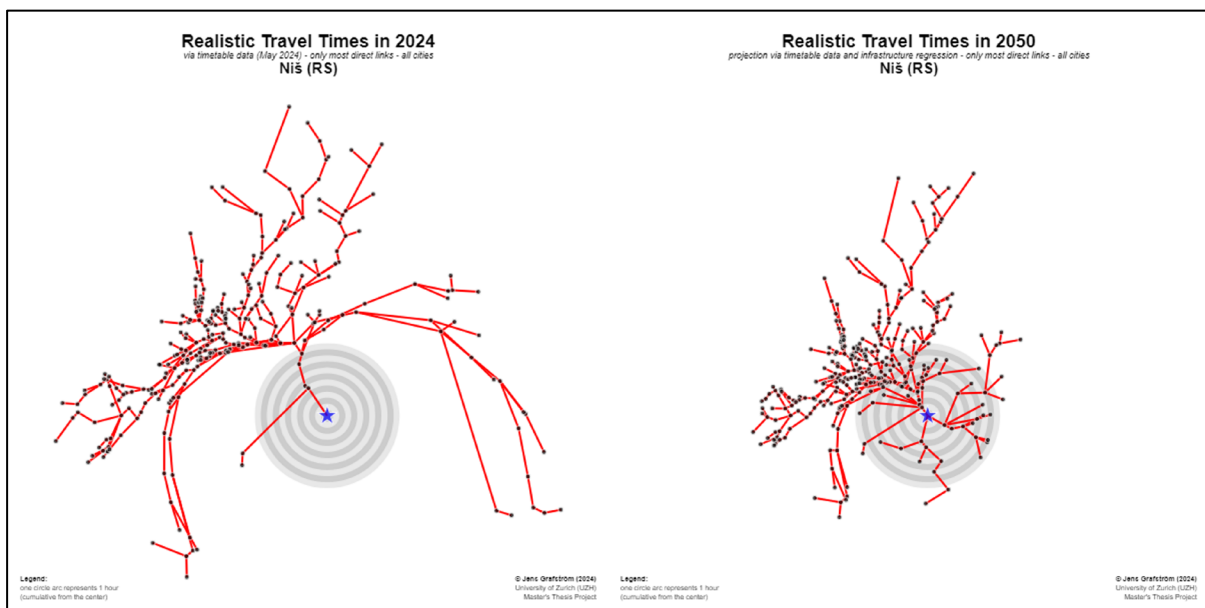 Realistic Travel Times in 2024
via timetable data (May 2024) - only most direct links - all cities
Niš (RS)
Legend:
one circle arc represents 1 hour
(cumulative from the center)
© Jens Grafström (2024)
University of Zurich (UZH)
Master's Thesis Project
Realistic Travel Times in 2050
projection via timetable data and infrastructure regression - only most direct links - all cities
Niš (RS)
Legend:
one circle arc represents 1 hour
(cumulative from the center)
© Jens Grafström (2024)
University of Zurich (UZH)
Master's Thesis Project